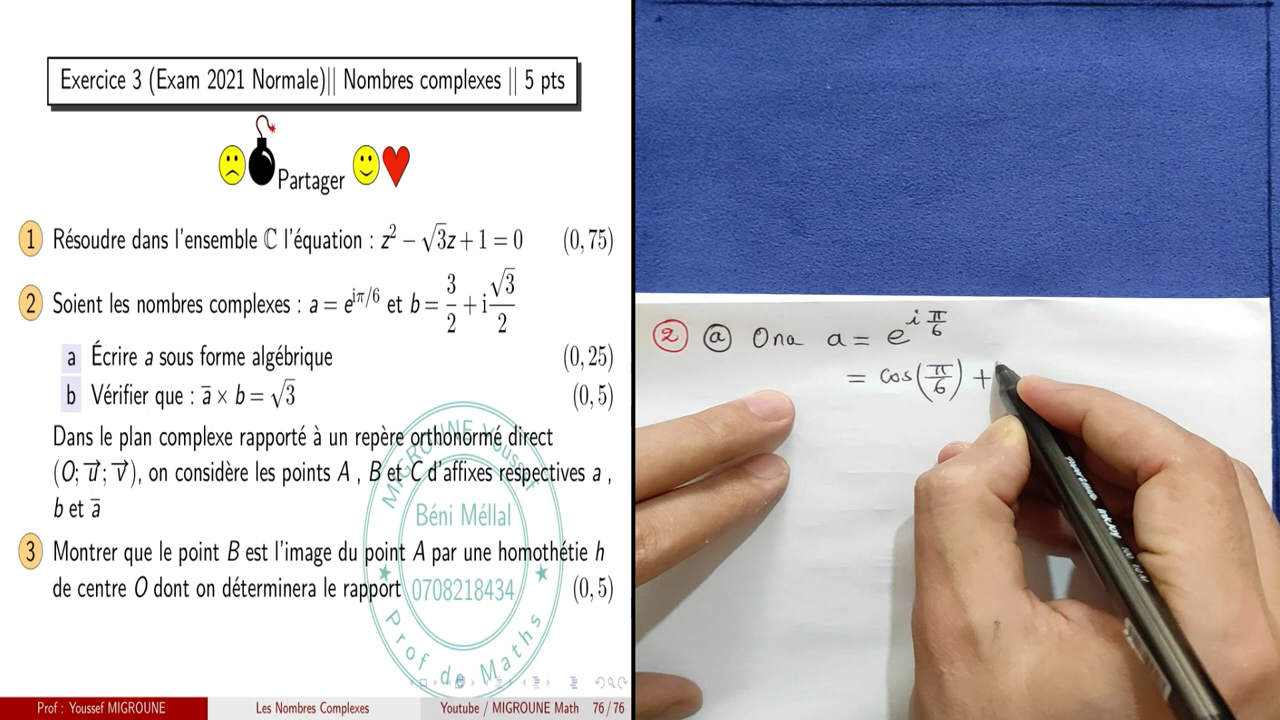 Exercice 3 (Exam 2021 Normale)|| Nombres complexes || 5 pts
Partager
1 Résoudre dans l'ensemble ℂ l'équation : z² − √3z + 1 = 0 (0,75)
2 Soient les nombres complexes : a = e^{iπ/6} et b = 3/2 + i √3/2
a Écrire a sous forme algébrique (0,25)
b Vérifier que : a̅ × b = √3 (0,5)
Dans le plan complexe rapporté à un repère orthonormé direct
(O; u⃗; v⃗), on considère les points A , B et C d'affixes respectives a ,
b et a̅
3 Montrer que le point B est l'image du point A par une homothétie h
de centre O dont on déterminera le rapport (0,5)
MIGROUNE Youssef
Béni Méllal
0708218434
Prof de Maths
Prof : Youssef MIGROUNE Les Nombres Complexes Youtube / MIGROUNE Math 76/76
2 a On a a = e^{i π/6}
= cos(π/6) +